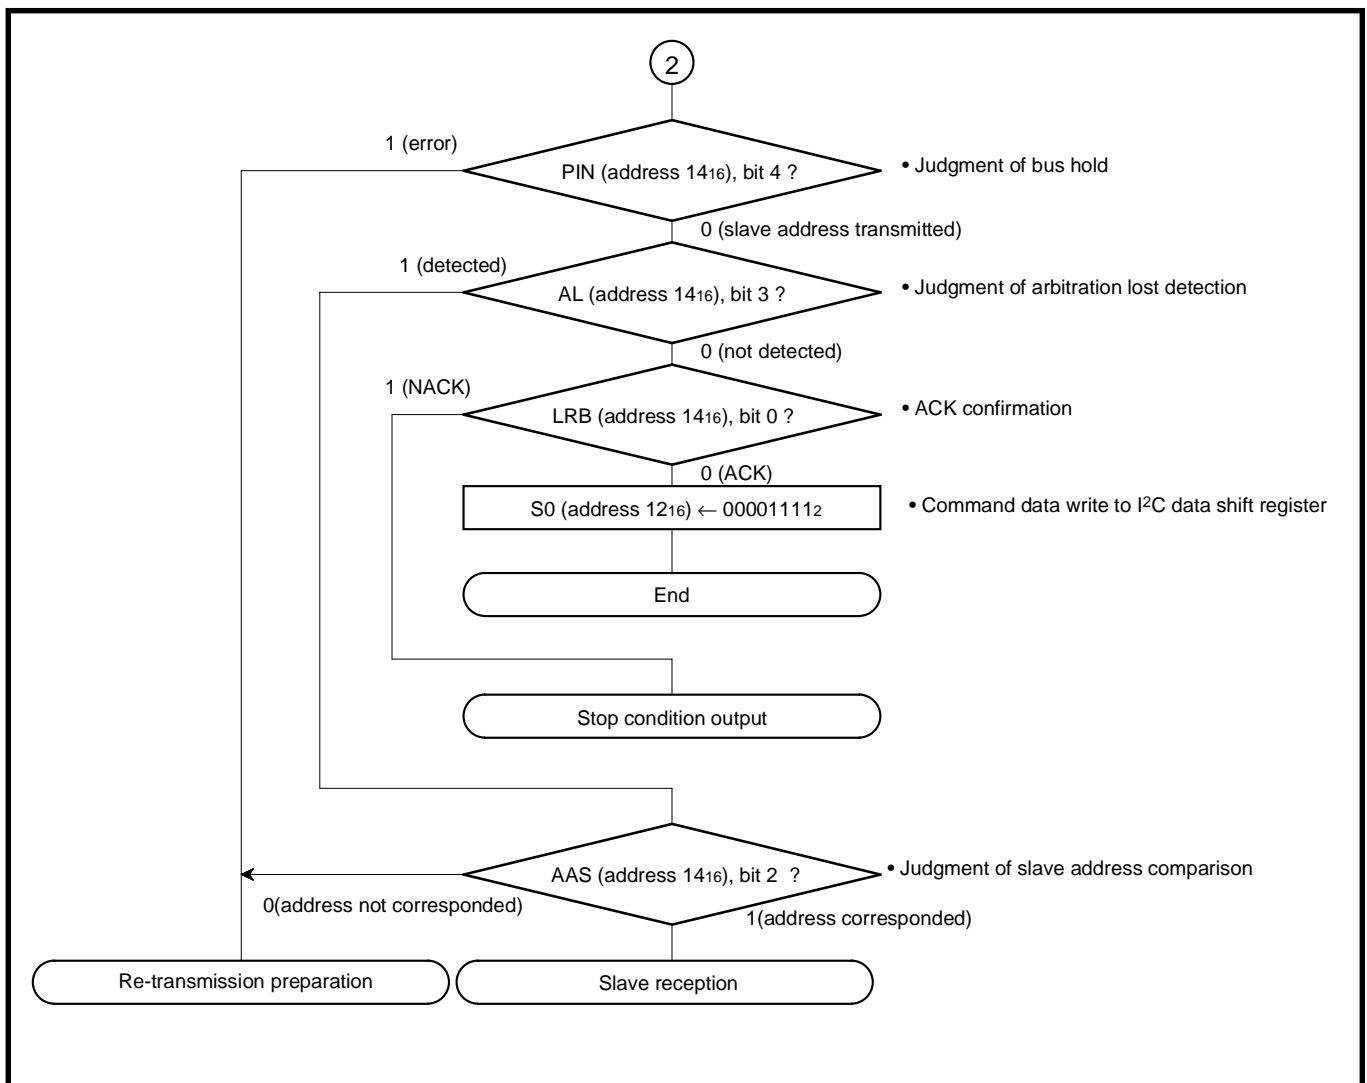 2
1 (error)
PIN (address 14₁₆), bit 4 ?
• Judgment of bus hold
0 (slave address transmitted)
1 (detected)
AL (address 14₁₆), bit 3 ?
• Judgment of arbitration lost detection
0 (not detected)
1 (NACK)
LRB (address 14₁₆), bit 0 ?
• ACK confirmation
0 (ACK)
S0 (address 12₁₆) ← 00001111₂
• Command data write to I²C data shift register
End
Stop condition output
AAS (address 14₁₆), bit 2 ?
• Judgment of slave address comparison
0(address not corresponded)
1(address corresponded)
Re-transmission preparation
Slave reception